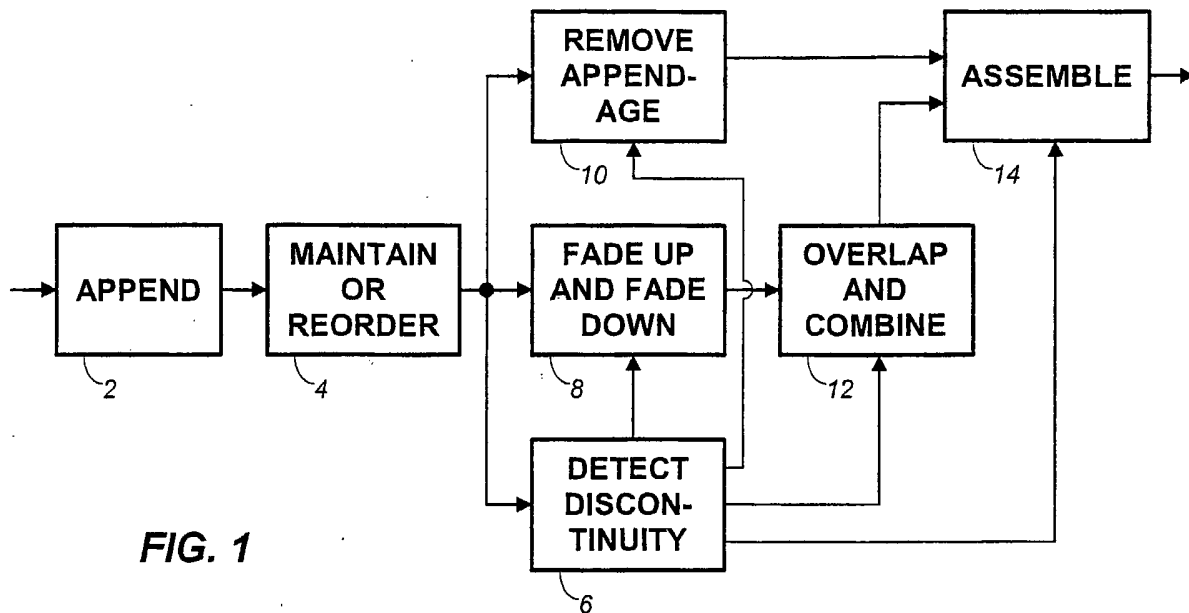 REMOVE
APPEND-
AGE
10
ASSEMBLE
14
APPEND
2
MAINTAIN
OR
REORDER
4
FADE UP
AND FADE
DOWN
8
OVERLAP
AND
COMBINE
12
DETECT
DISCON-
TINUITY
6
FIG. 1